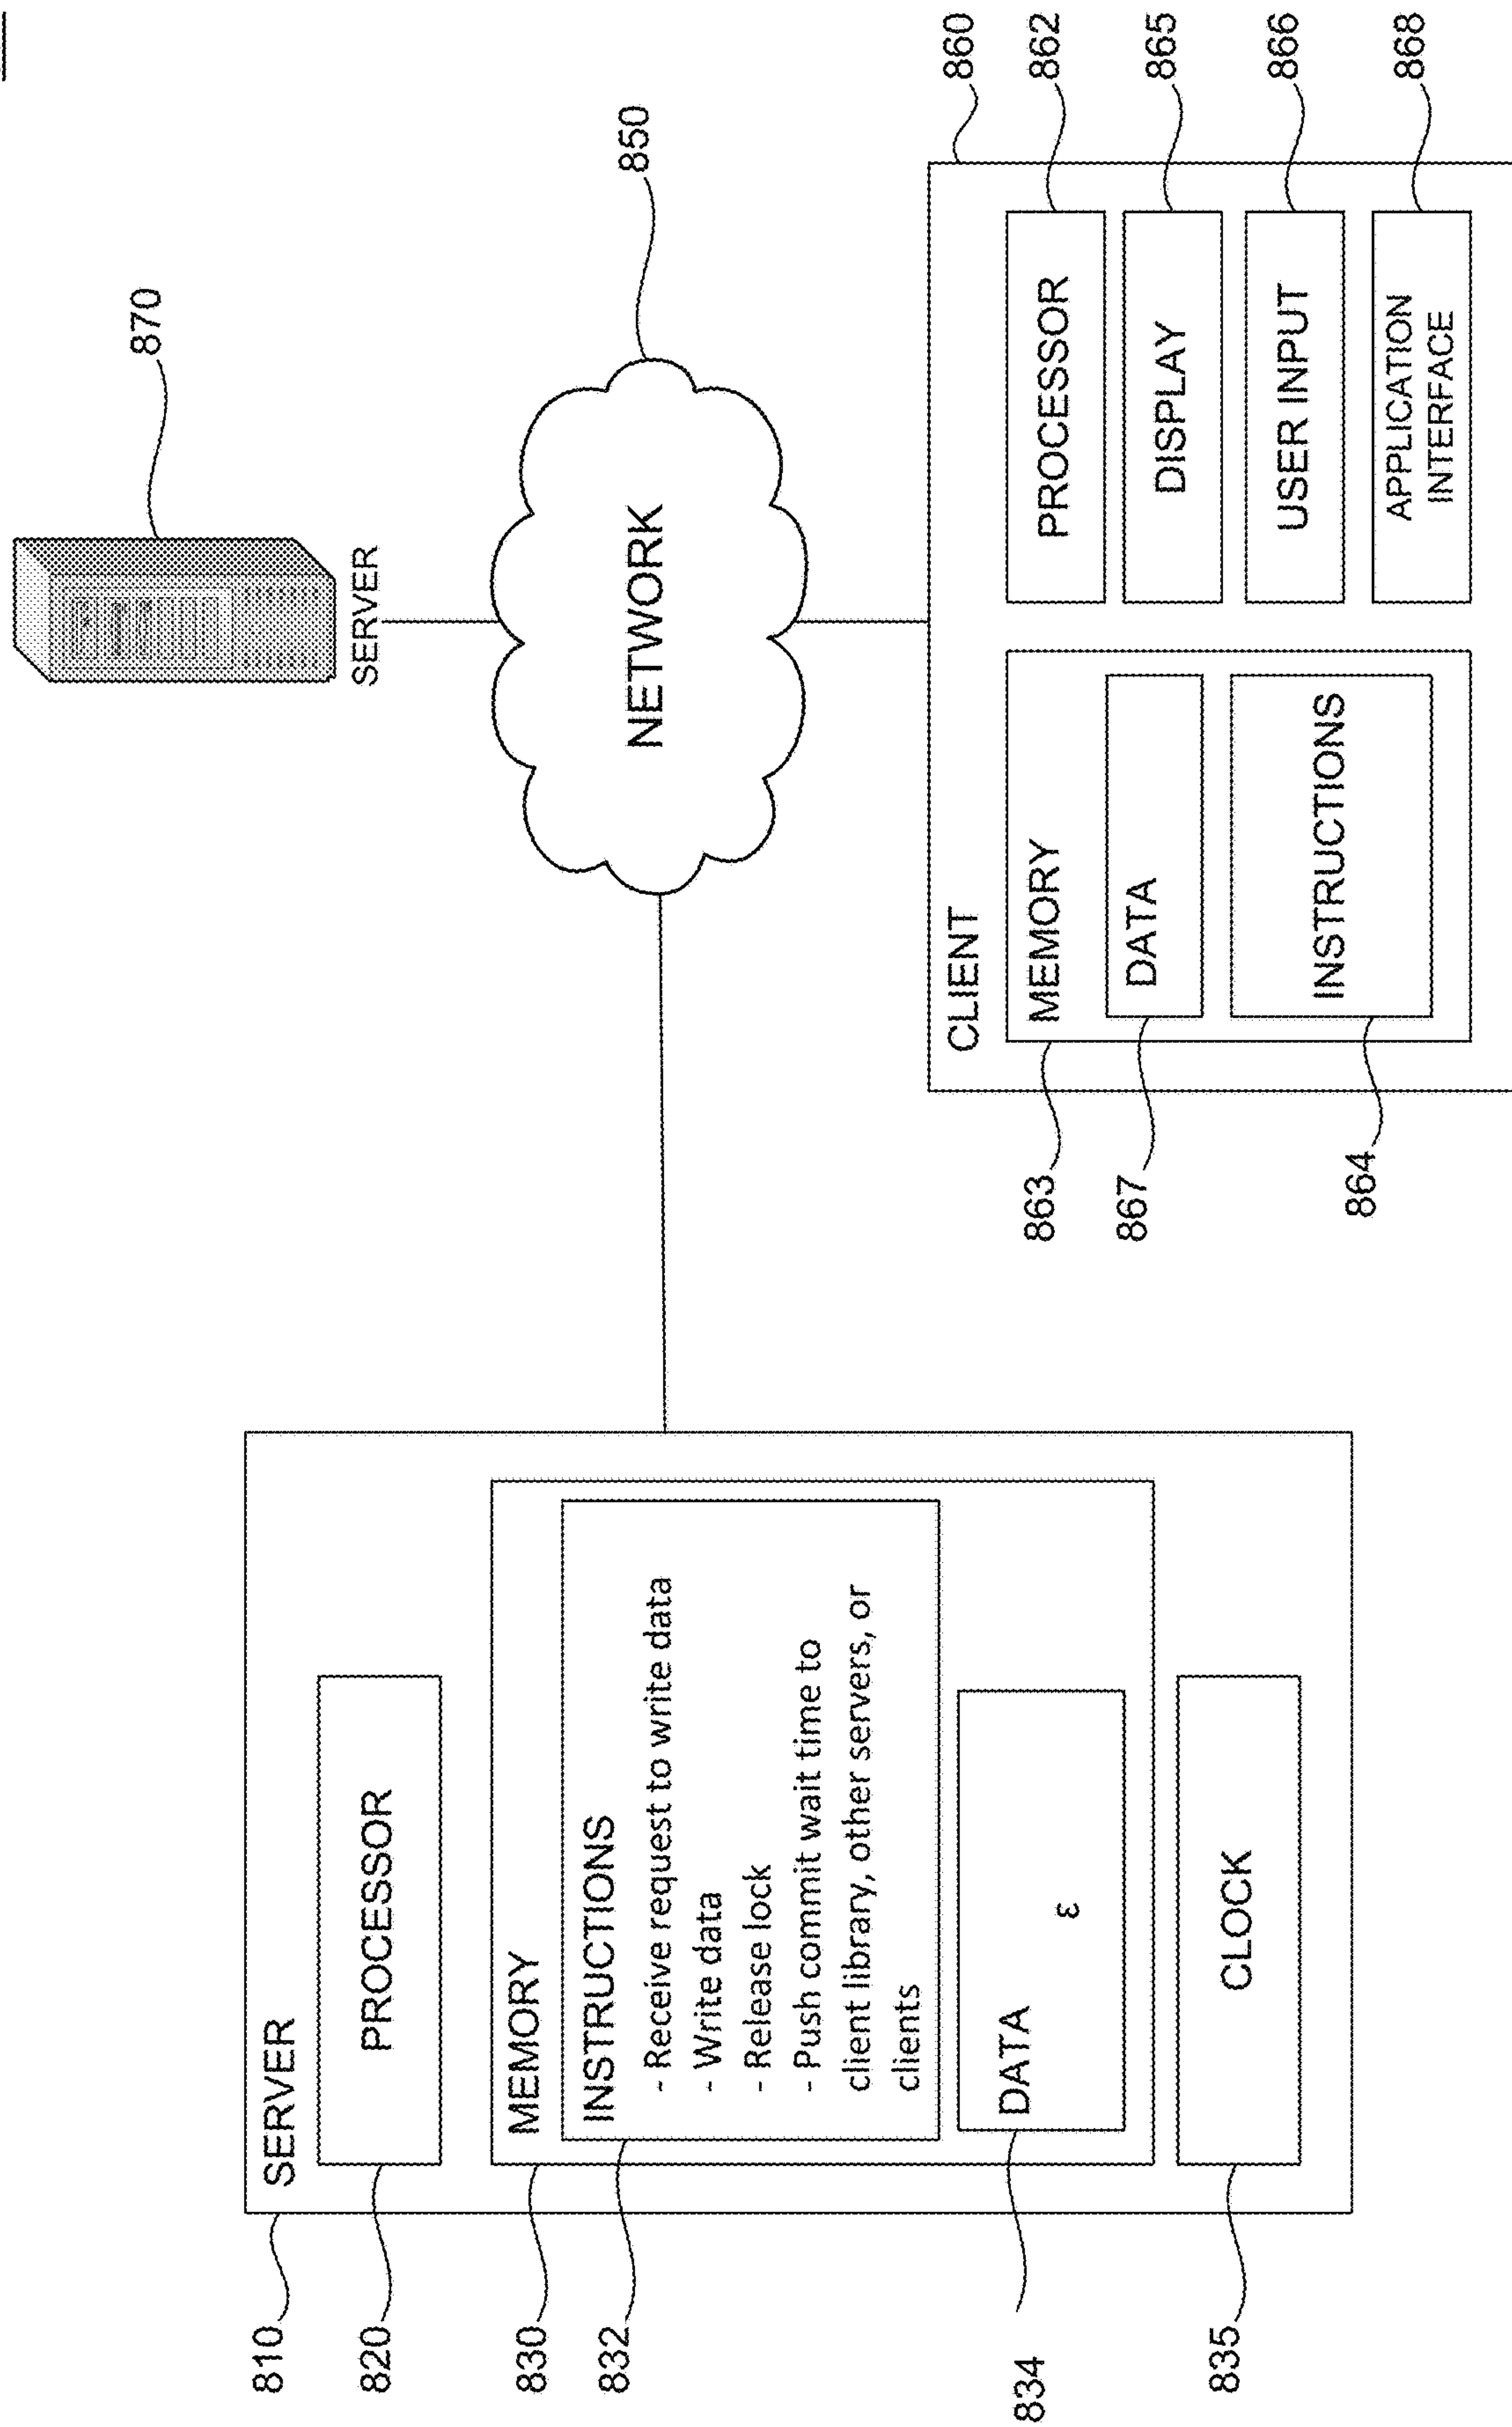 870
SERVER
850
NETWORK
810
SERVER
820
PROCESSOR
830
MEMORY
832
INSTRUCTIONS
- Receive request to write data
- Write data
- Release lock
- Push commit wait time to
client library, other servers, or
clients
834
DATA
ε
835
CLOCK
860
CLIENT
863
MEMORY
867
DATA
864
INSTRUCTIONS
862
PROCESSOR
865
DISPLAY
866
USER INPUT
868
APPLICATION
INTERFACE